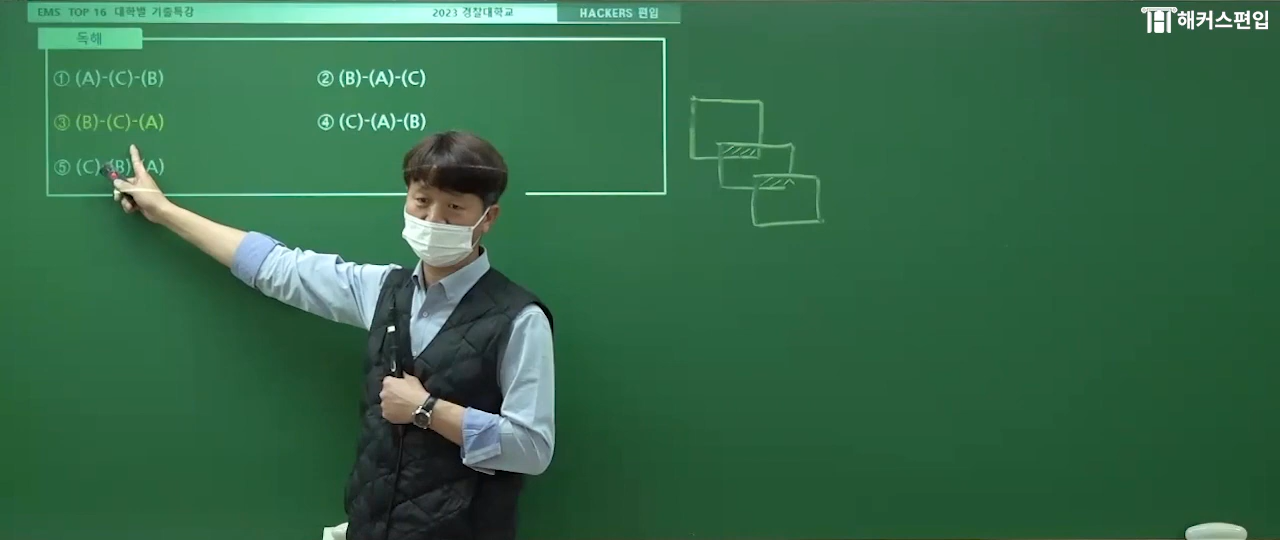 EMS TOP 16 대학별 기출특강 2023 경찰대학교 HACKERS 편입
해커스편입
독해
① (A)-(C)-(B) ② (B)-(A)-(C)
③ (B)-(C)-(A) ④ (C)-(A)-(B)
⑤ (C)-(B)-(A)